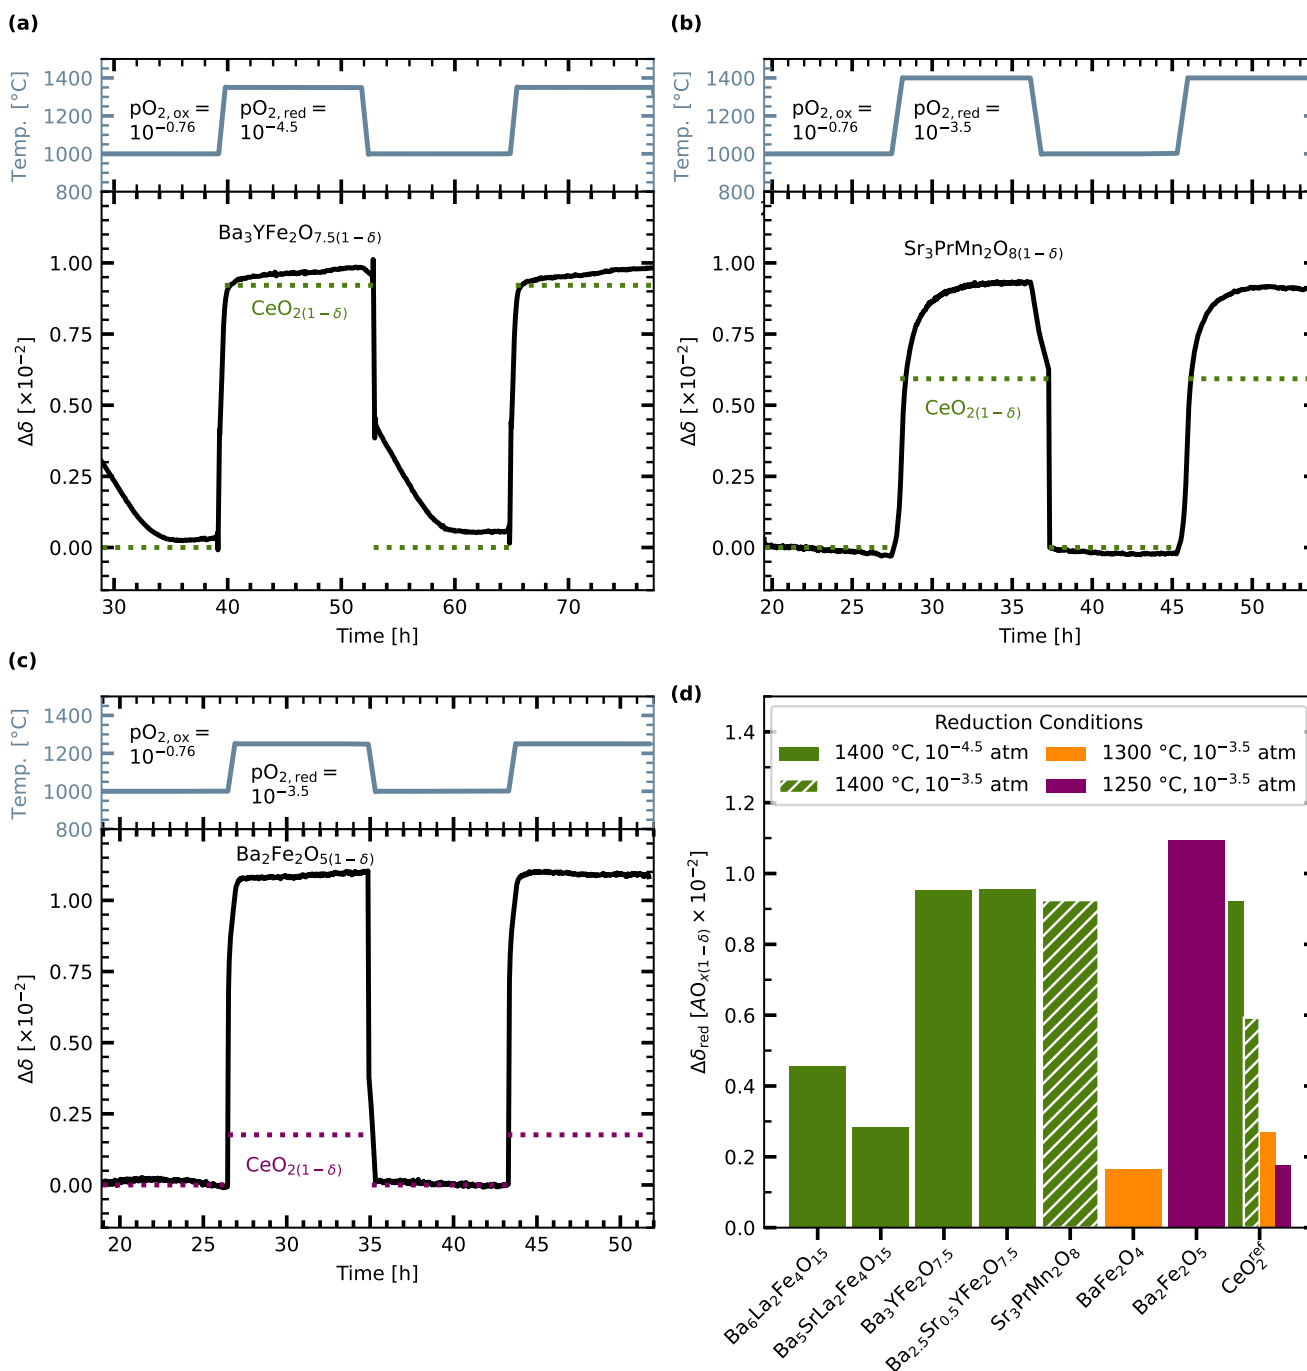 (a)
Temp. [°C]
1400
1200
1000
800
pO₂,ox =
10⁻⁰·⁷⁶
pO₂,red =
10⁻⁴·⁵
Δδ [×10⁻²]
1.00
0.75
0.50
0.25
0.00
Ba₃YFe₂O₇.₅(1−δ)
CeO₂(1−δ)
30 40 50 60 70
Time [h]
(b)
Temp. [°C]
1400
1200
1000
800
pO₂,ox =
10⁻⁰·⁷⁶
pO₂,red =
10⁻³·⁵
Δδ [×10⁻²]
1.00
0.75
0.50
0.25
0.00
Sr₃PrMn₂O₈(1−δ)
CeO₂(1−δ)
20 25 30 35 40 45 50
Time [h]
(c)
Temp. [°C]
1400
1200
1000
800
pO₂,ox =
10⁻⁰·⁷⁶
pO₂,red =
10⁻³·⁵
Δδ [×10⁻²]
1.00
0.75
0.50
0.25
0.00
Ba₂Fe₂O₅(1−δ)
CeO₂(1−δ)
20 25 30 35 40 45 50
Time [h]
(d)
Reduction Conditions
1400 °C, 10⁻⁴·⁵ atm
1400 °C, 10⁻³·⁵ atm
1300 °C, 10⁻³·⁵ atm
1250 °C, 10⁻³·⁵ atm
Δδred [AOₓ(1−δ) × 10⁻²]
1.4
1.2
1.0
0.8
0.6
0.4
0.2
0.0
Ba₆La₂Fe₄O₁₅
Ba₅SrLa₂Fe₄O₁₅
Ba₃YFe₂O₇.₅
Ba₂.₅Sr₀.₅YFe₂O₇.₅
Sr₃PrMn₂O₈
BaFe₂O₄
Ba₂Fe₂O₅
CeO₂ʳᵉᶠ